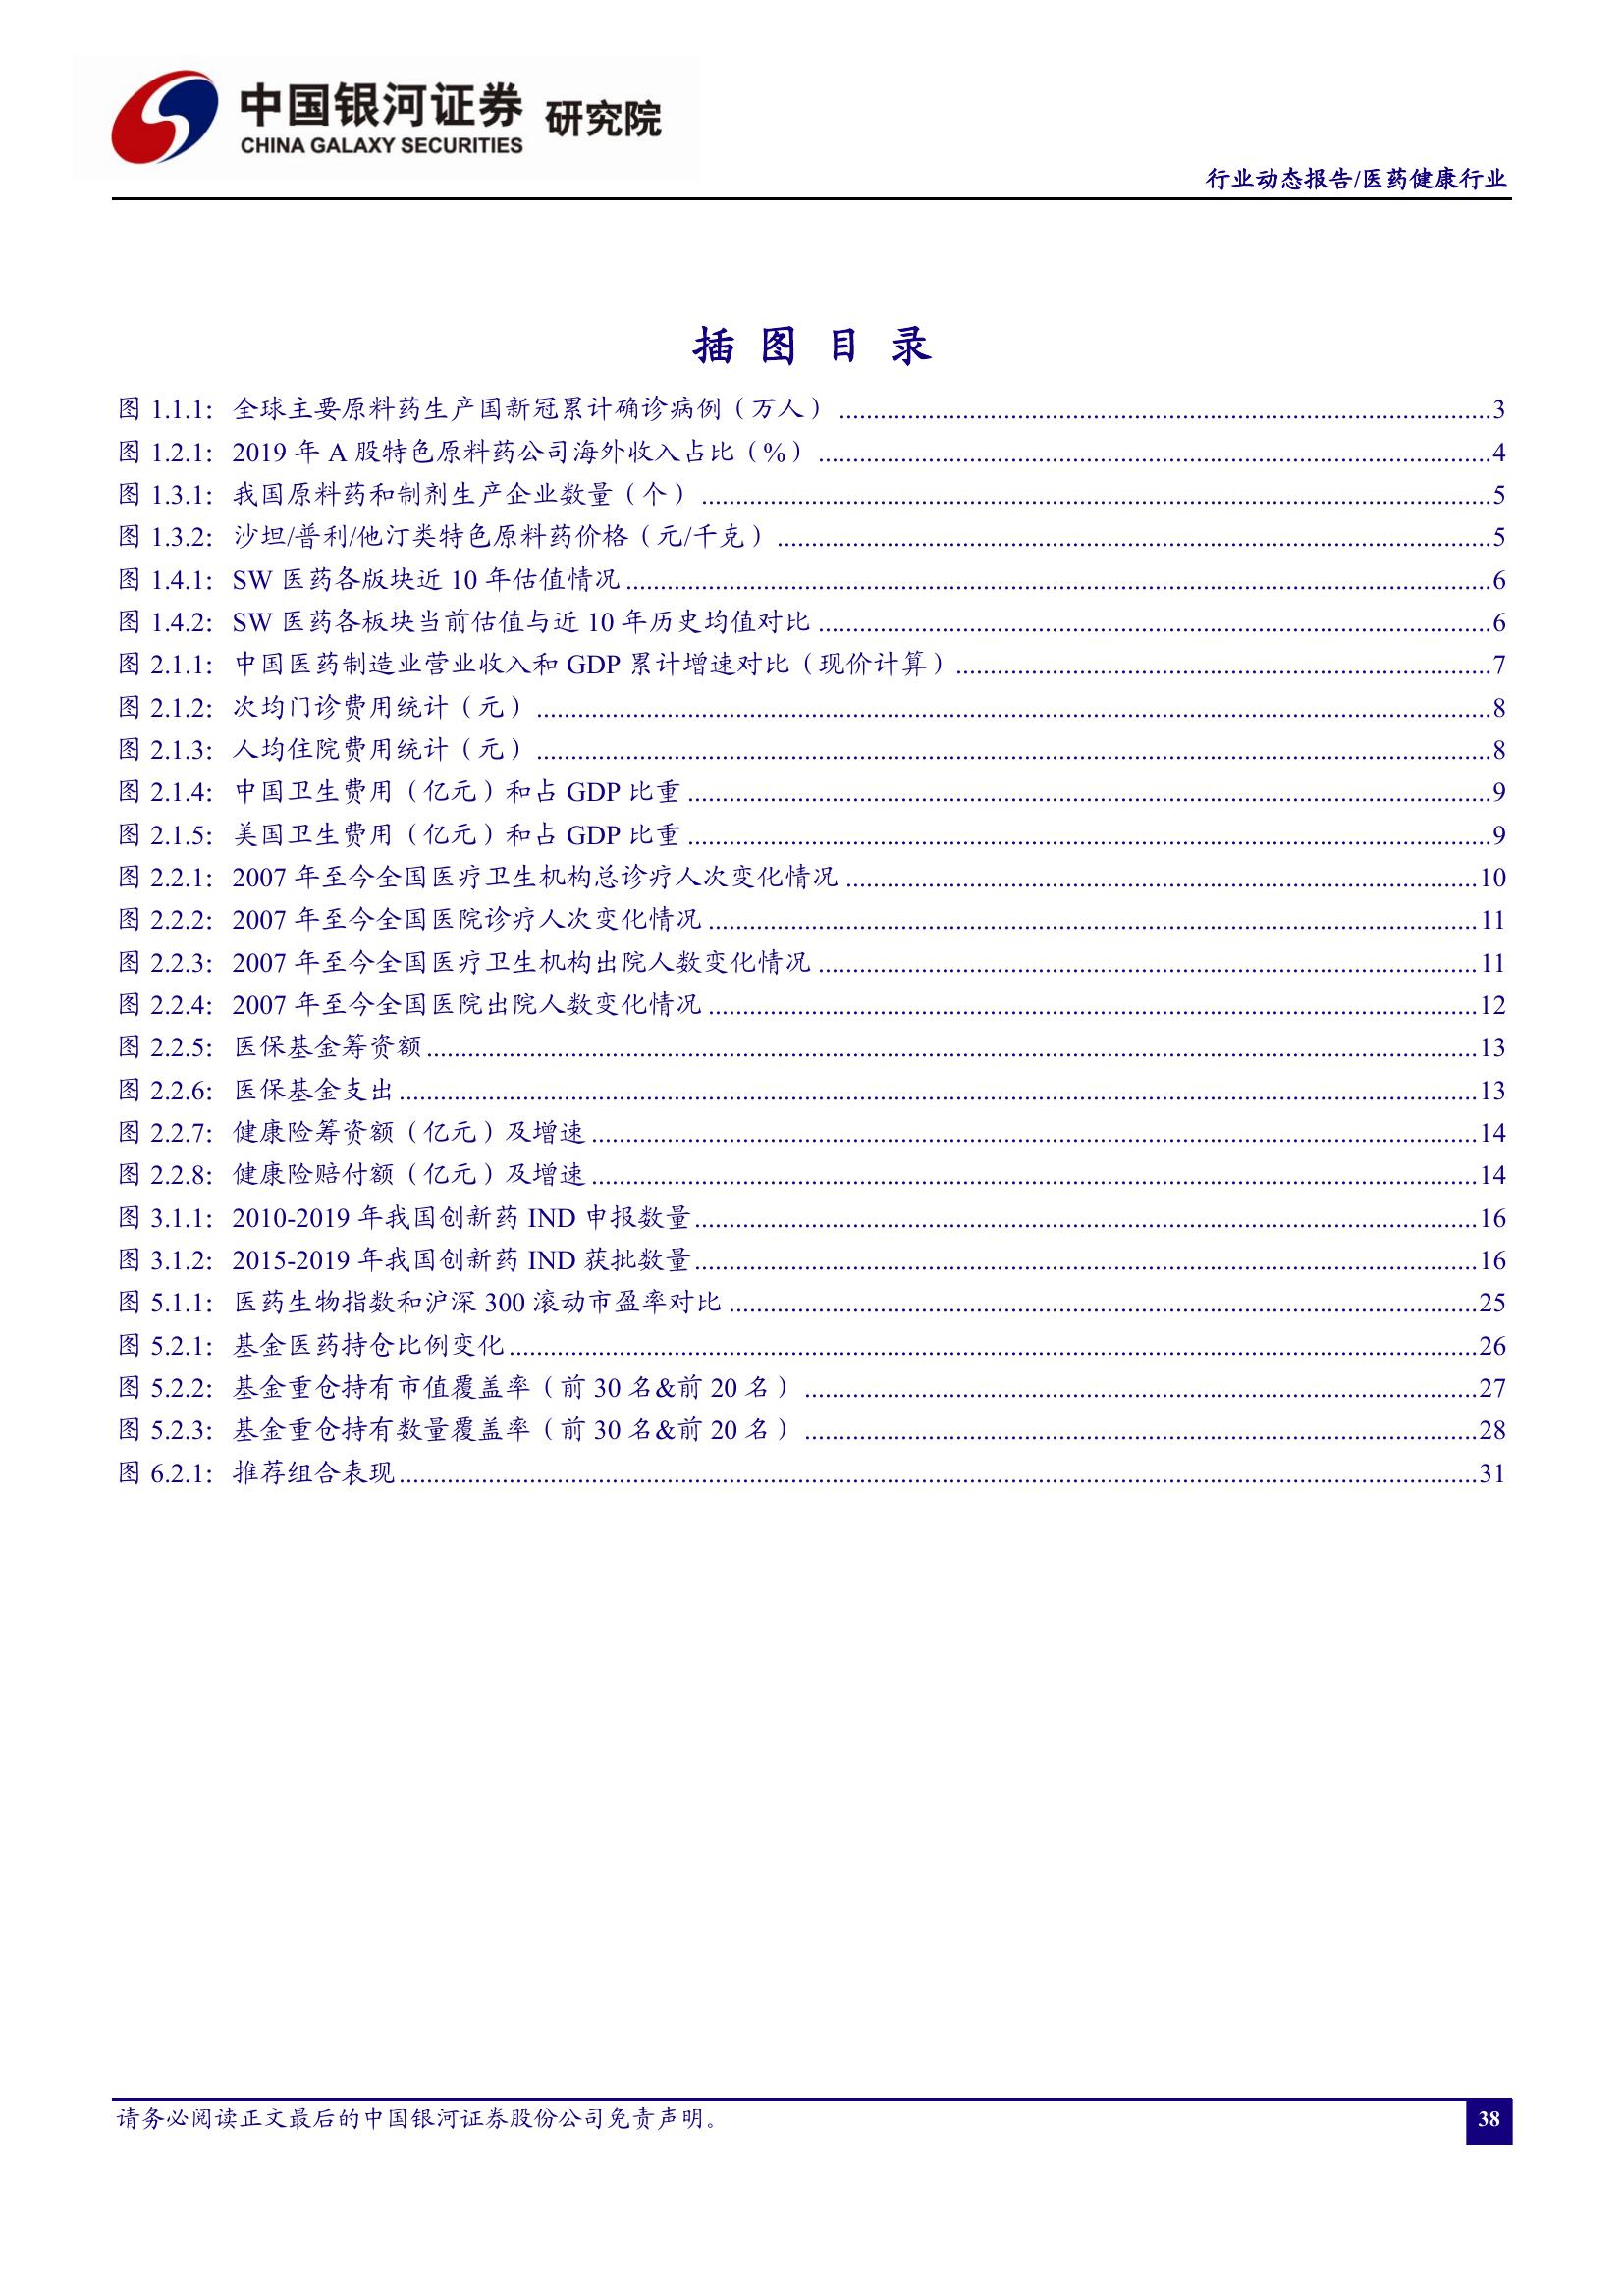 中国银河证券 研究院
CHINA GALAXY SECURITIES
行业动态报告/医药健康行业
插 图 目 录
图 1.1.1: 全球主要原料药生产国新冠累计确诊病例（万人）3
图 1.2.1: 2019 年 A 股特色原料药公司海外收入占比（%）4
图 1.3.1: 我国原料药和制剂生产企业数量（个）5
图 1.3.2: 沙坦/普利/他汀类特色原料药价格（元/千克）5
图 1.4.1: SW 医药各版块近 10 年估值情况 6
图 1.4.2: SW 医药各板块当前估值与近 10 年历史均值对比 6
图 2.1.1: 中国医药制造业营业收入和 GDP 累计增速对比（现价计算）7
图 2.1.2: 次均门诊费用统计（元）8
图 2.1.3: 人均住院费用统计（元）8
图 2.1.4: 中国卫生费用（亿元）和占 GDP 比重 9
图 2.1.5: 美国卫生费用（亿元）和占 GDP 比重 9
图 2.2.1: 2007 年至今全国医疗卫生机构总诊疗人次变化情况 10
图 2.2.2: 2007 年至今全国医院诊疗人次变化情况 11
图 2.2.3: 2007 年至今全国医疗卫生机构出院人数变化情况 11
图 2.2.4: 2007 年至今全国医院出院人数变化情况 12
图 2.2.5: 医保基金筹资额 13
图 2.2.6: 医保基金支出 13
图 2.2.7: 健康险筹资额（亿元）及增速 14
图 2.2.8: 健康险赔付额（亿元）及增速 14
图 3.1.1: 2010-2019 年我国创新药 IND 申报数量 16
图 3.1.2: 2015-2019 年我国创新药 IND 获批数量 16
图 5.1.1: 医药生物指数和沪深 300 滚动市盈率对比 25
图 5.2.1: 基金医药持仓比例变化 26
图 5.2.2: 基金重仓持有市值覆盖率（前 30 名&前 20 名）27
图 5.2.3: 基金重仓持有数量覆盖率（前 30 名&前 20 名）28
图 6.2.1: 推荐组合表现 31
请务必阅读正文最后的中国银河证券股份公司免责声明。
38